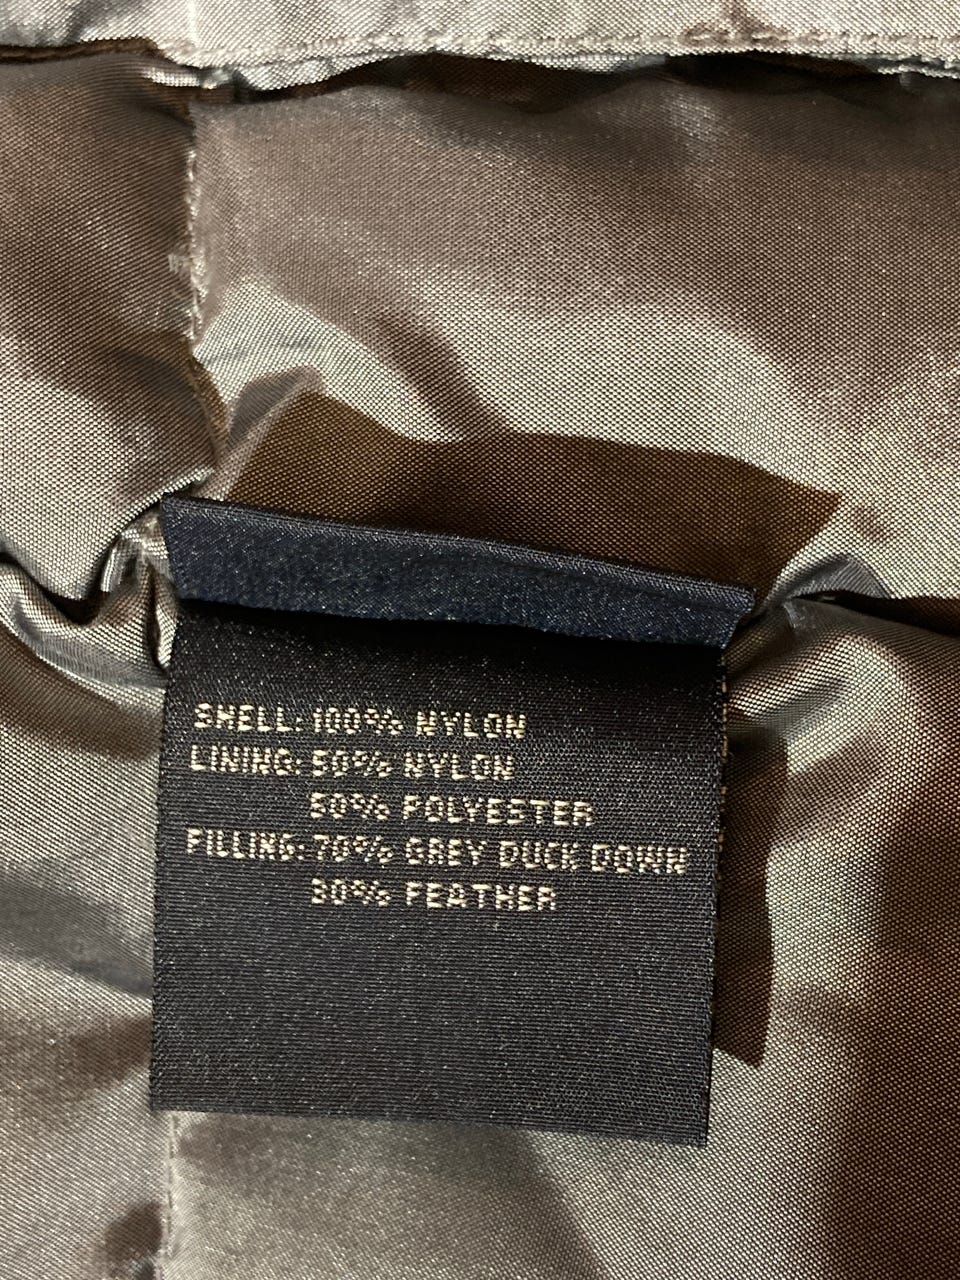 SHELL: 100% NYLON
LINING: 50% NYLON
50% POLYESTER
FILLING: 70% GREY DUCK DOWN
30% FEATHER